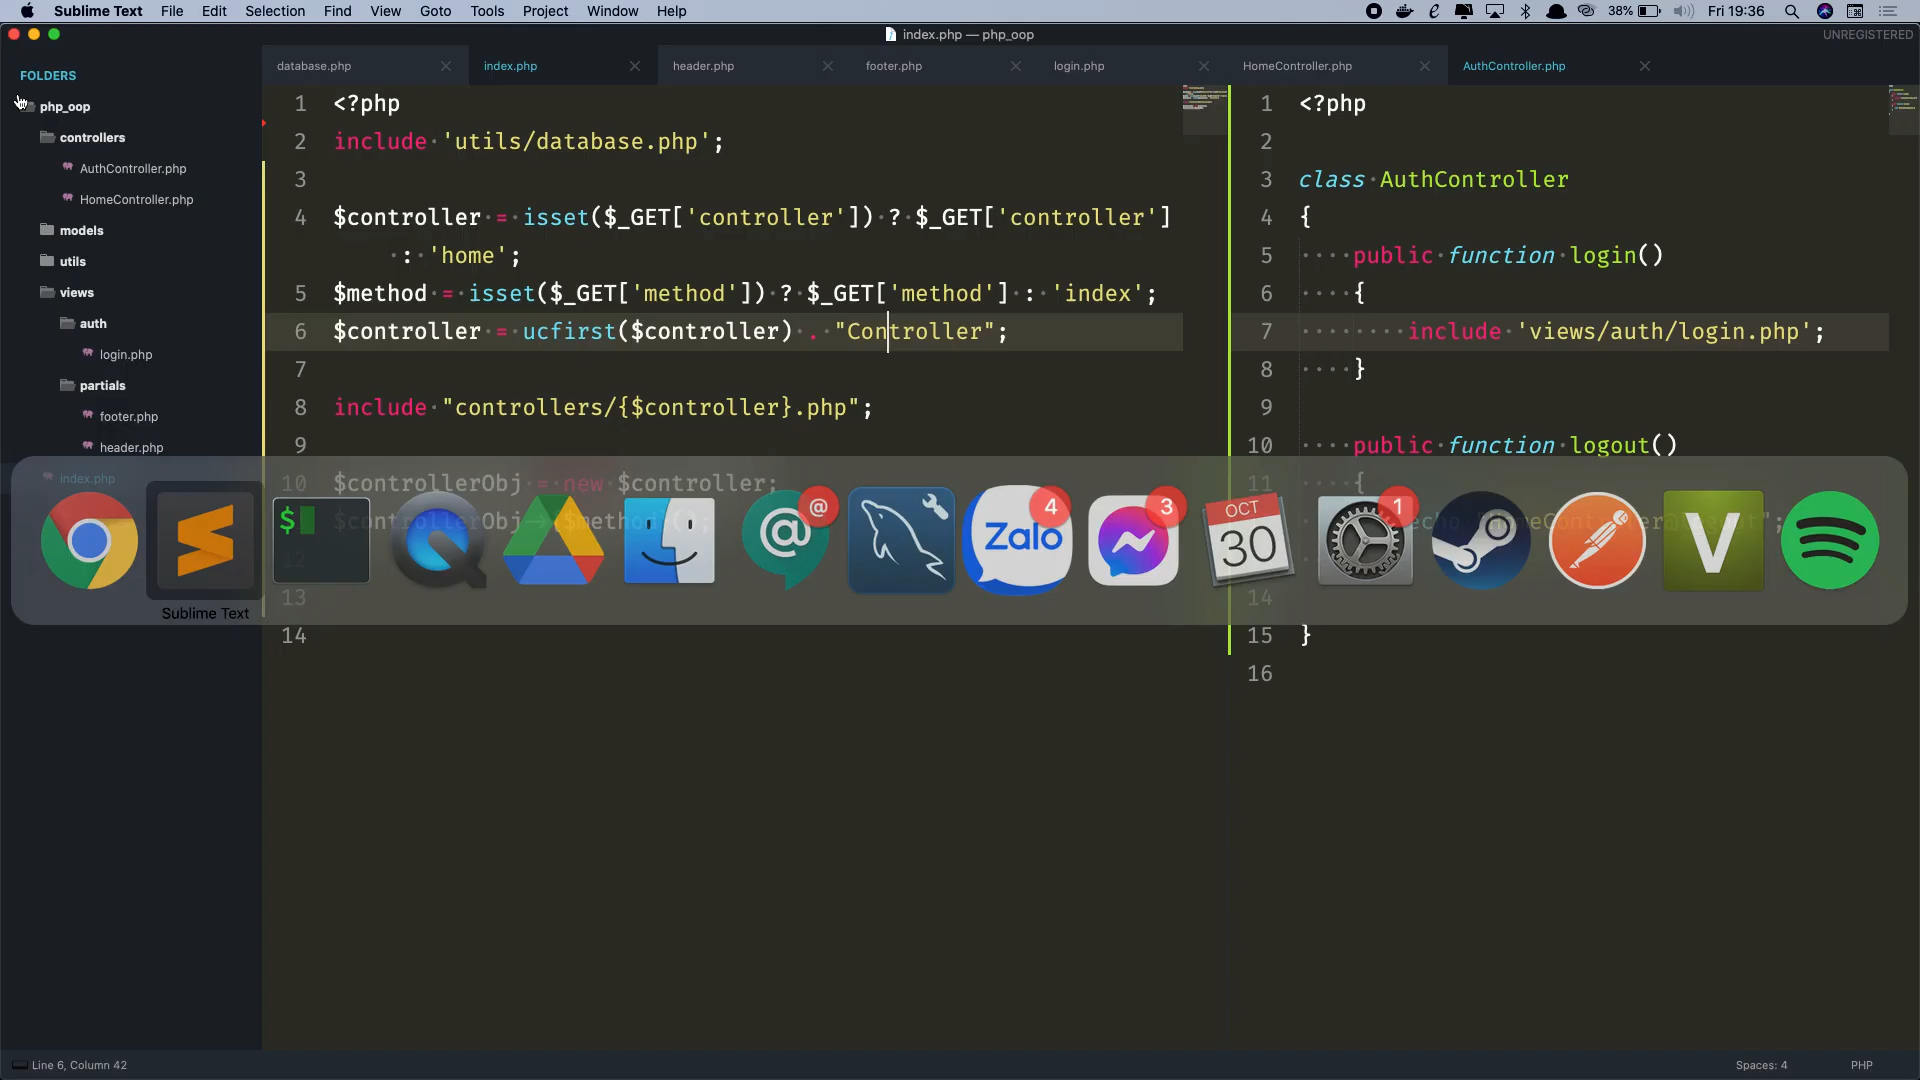 Sublime Text File Edit Selection Find View Goto Tools Project Window Help
38% Fri 19:36
index.php — php_oop
UNREGISTERED
FOLDERS
php_oop
controllers
AuthController.php
HomeController.php
models
utils
views
auth
login.php
partials
footer.php
header.php
index.php
database.php
index.php
header.php
footer.php
login.php
HomeController.php
AuthController.php
1 <?php
2 include 'utils/database.php';
3
4 $controller = isset($_GET['controller']) ? $_GET['controller']
: 'home';
5 $method = isset($_GET['method']) ? $_GET['method'] : 'index';
6 $controller = ucfirst($controller) . "Controller";
7
8 include "controllers/{$controller}.php";
9
10 $controllerObj = new $controller;
$controllerObj->$method();
12
13
14
1 <?php
2
3 class AuthController
4 {
5 public function login()
6 {
7 include 'views/auth/login.php';
8 }
9
10 public function logout()
11 {
echo "HomeController@logout";
14
15 }
16
$
@
@
Zalo
4
3
OCT
30
1
V
Sublime Text
Line 6, Column 42
Spaces: 4
PHP